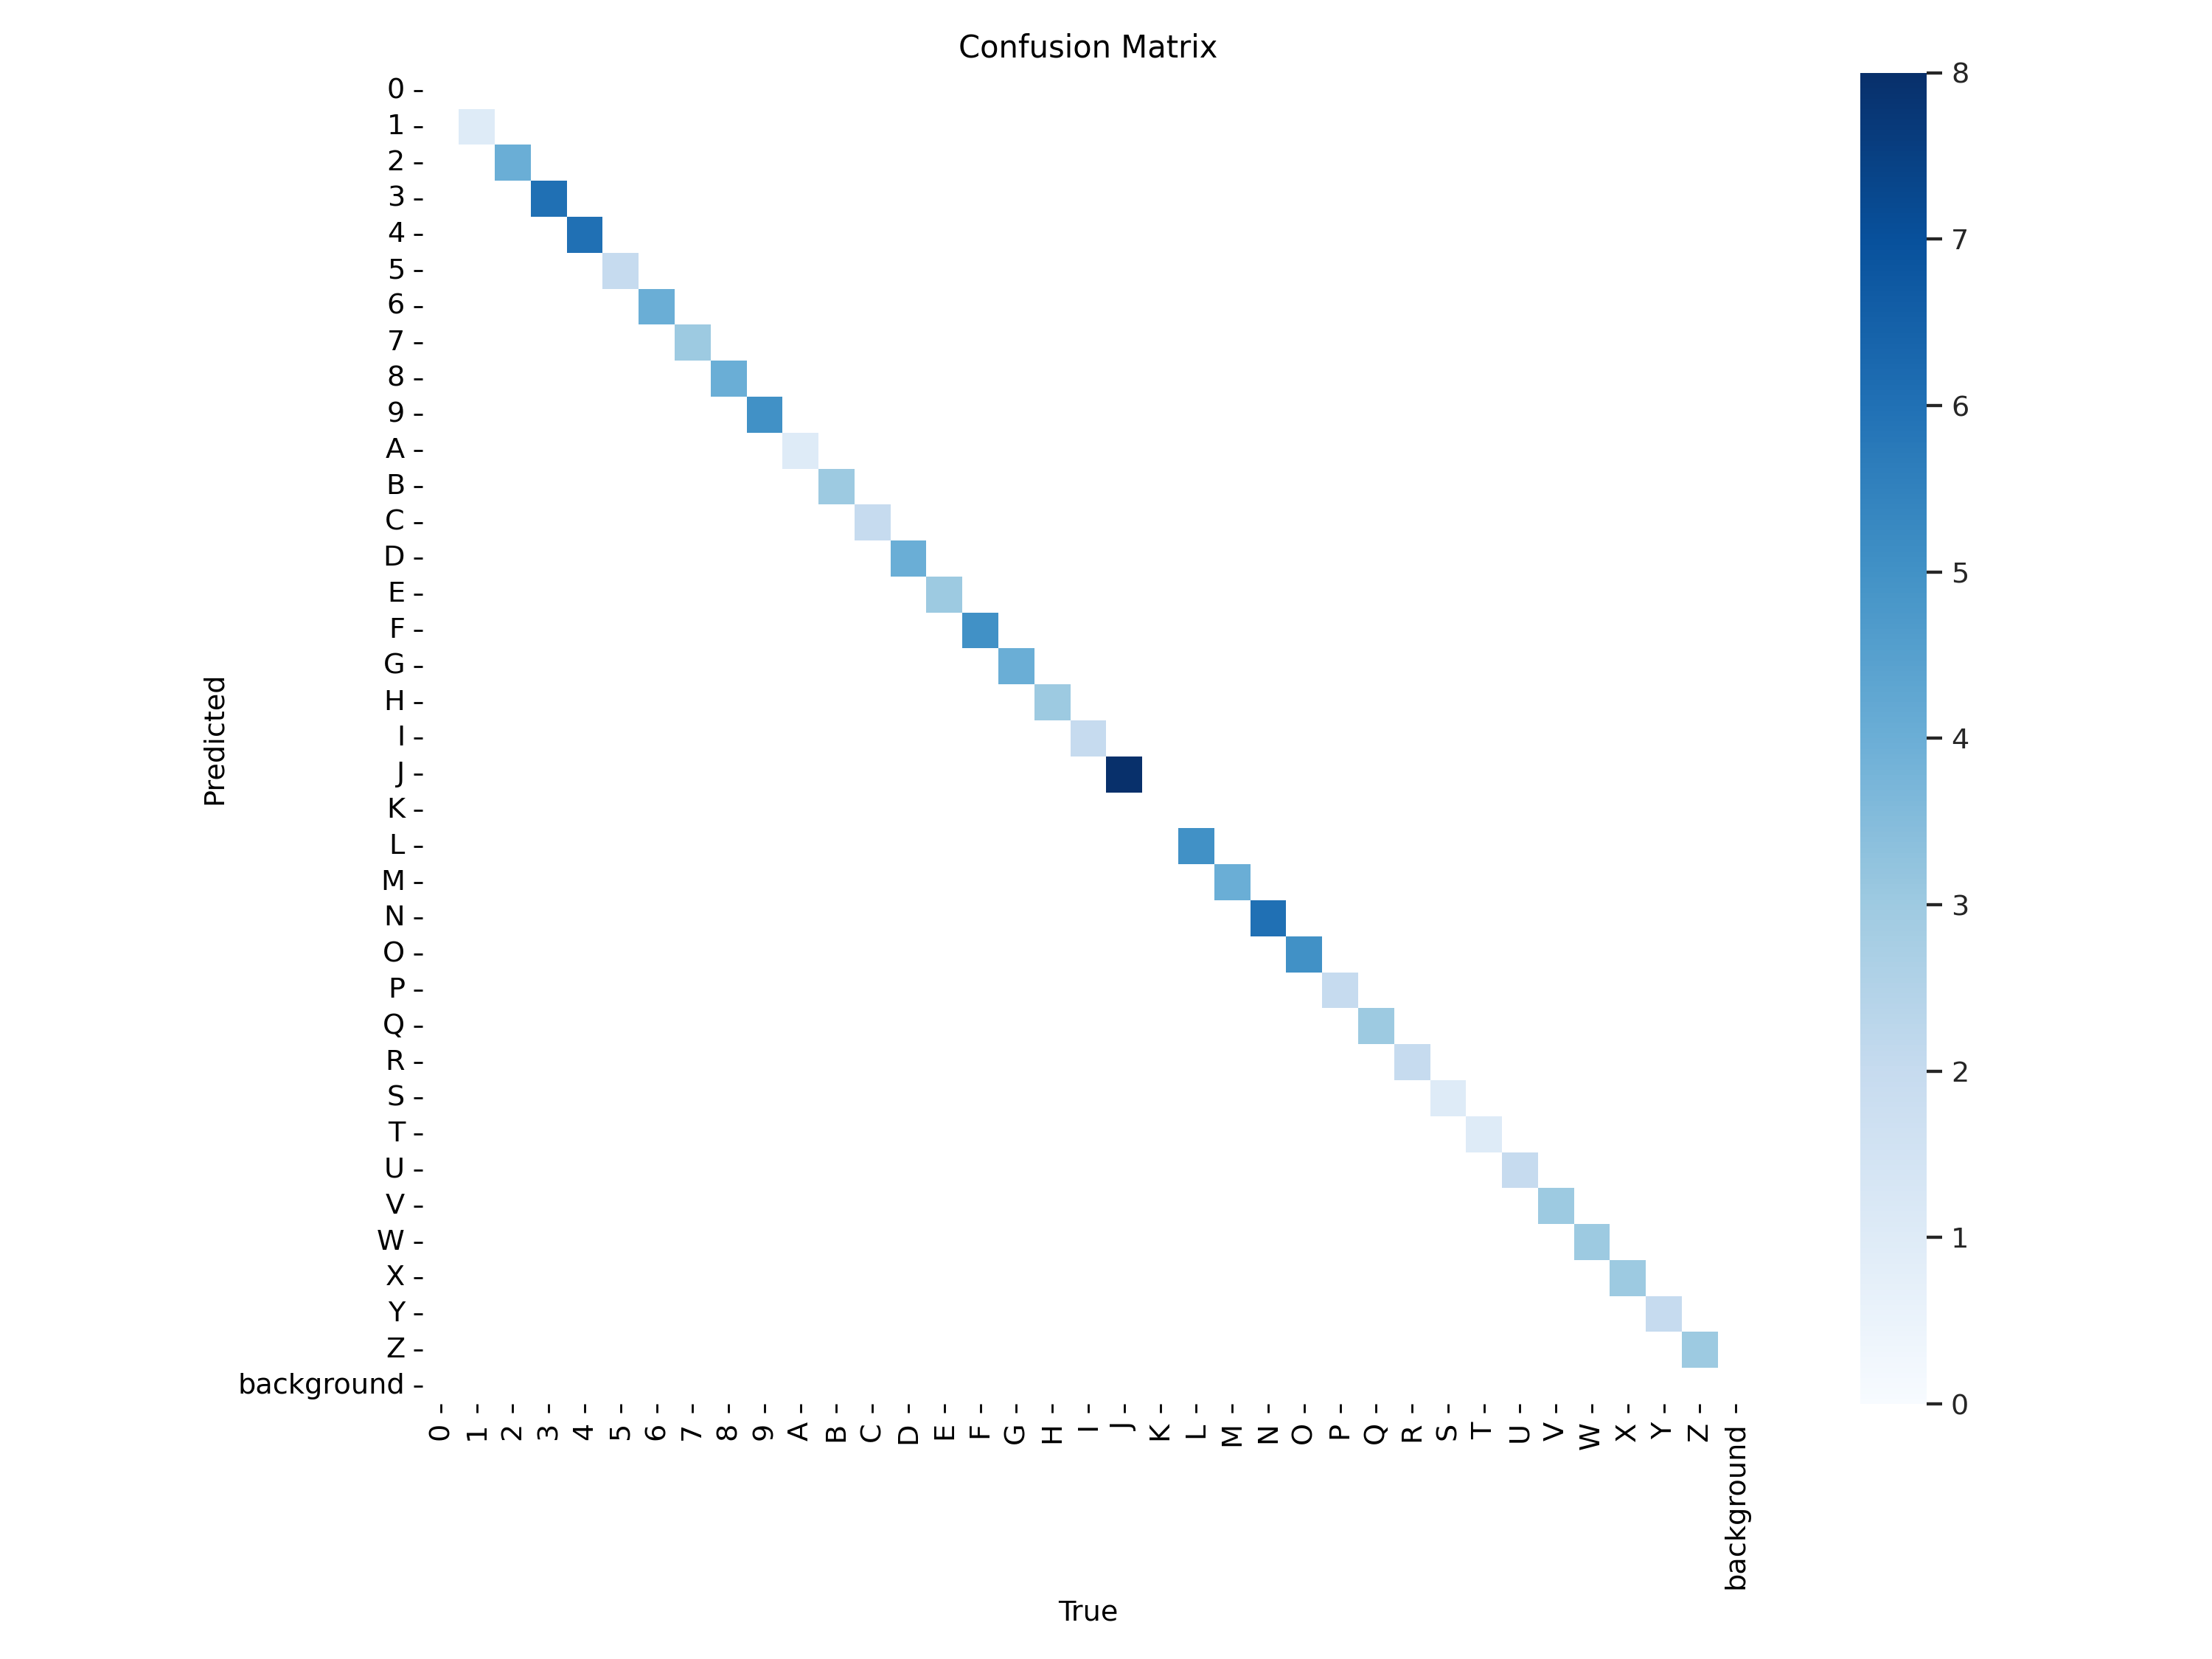 Confusion Matrix
0
1
2
3
4
5
6
7
8
9
A
B
C
D
E
F
G
H
I
J
K
L
M
N
O
P
Q
R
S
T
U
V
W
X
Y
Z
background
Predicted
0 1 2 3 4 5 6 7 8 9 A B C D E F G H I J K L M N O P Q R S T U V W X Y Z background
True
8
7
6
5
4
3
2
1
0